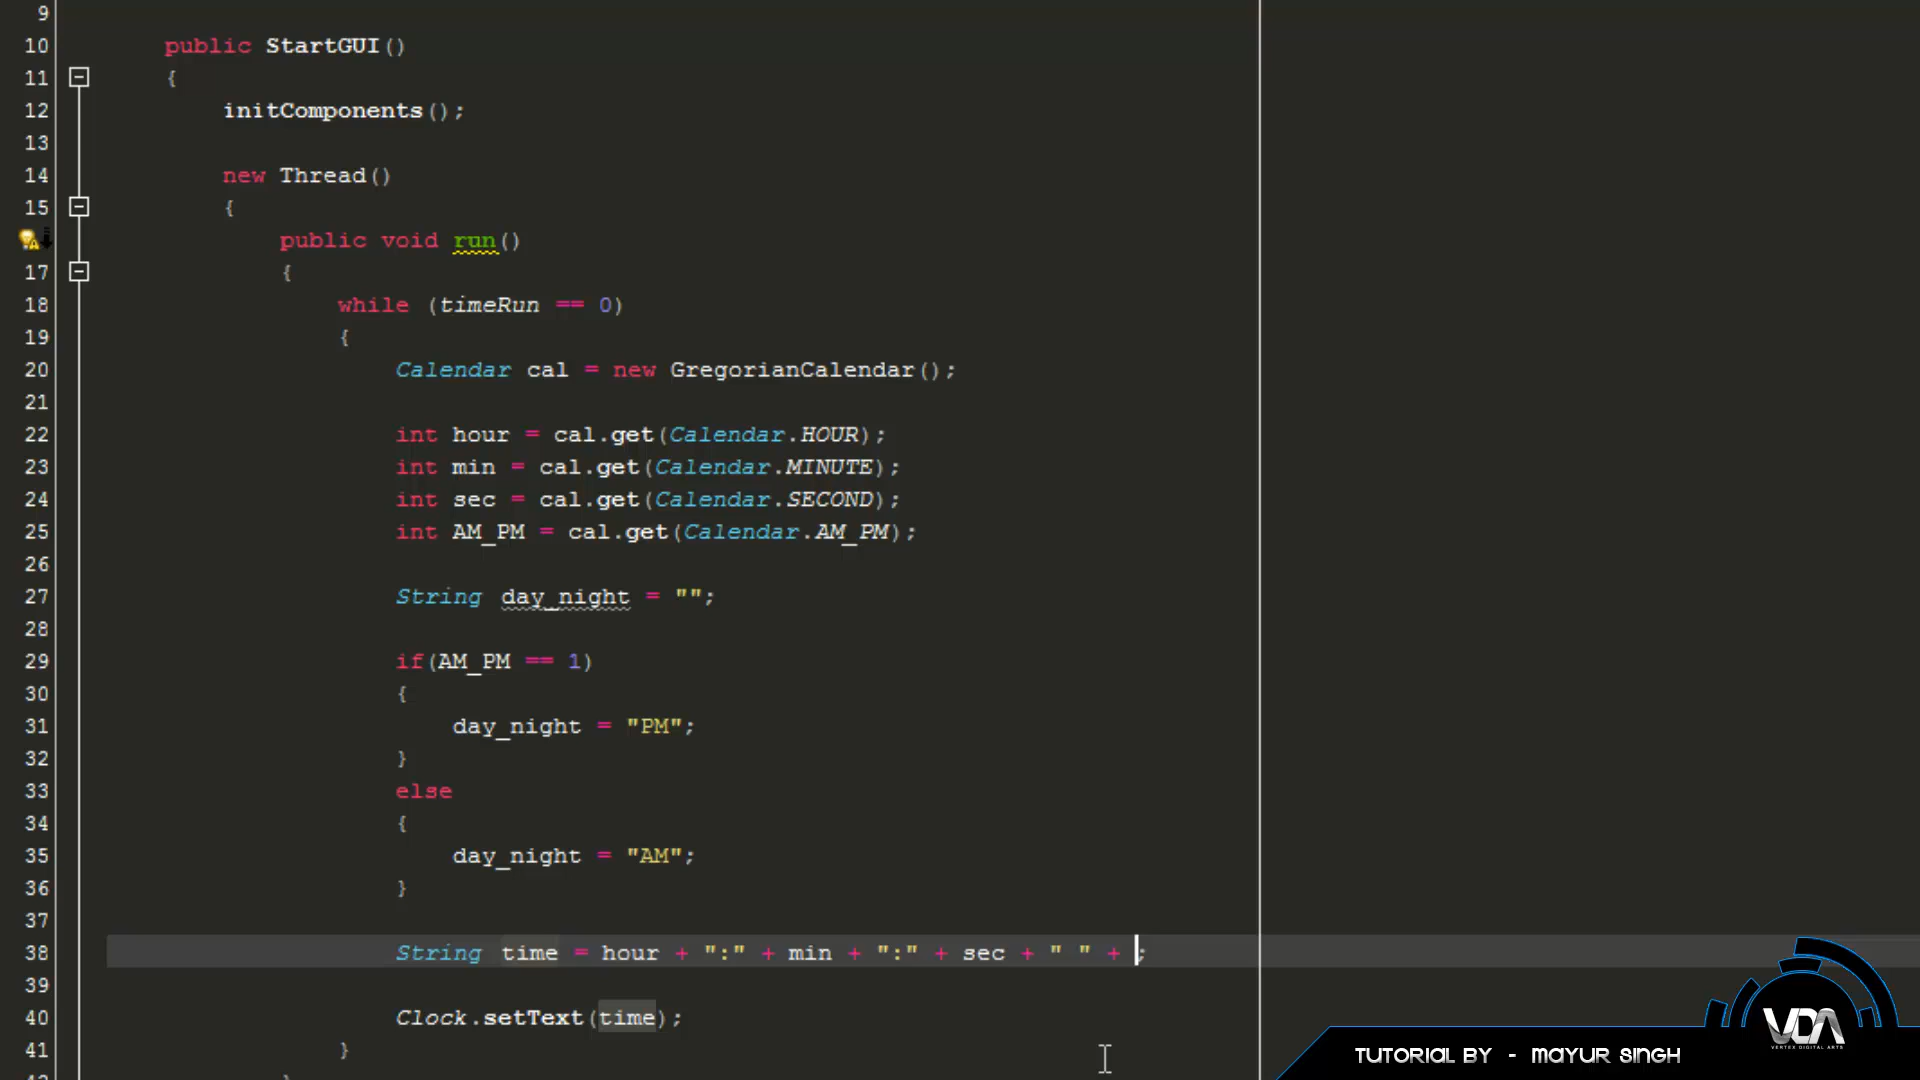 9
10 public StartGUI()
11 {
12 initComponents();
13
14 new Thread()
15 {
public void run()
17 {
18 while (timeRun == 0)
19 {
20 Calendar cal = new GregorianCalendar();
21
22 int hour = cal.get(Calendar.HOUR);
23 int min = cal.get(Calendar.MINUTE);
24 int sec = cal.get(Calendar.SECOND);
25 int AM_PM = cal.get(Calendar.AM_PM);
26
27 String day_night = "";
28
29 if(AM_PM == 1)
30 {
31 day_night = "PM";
32 }
33 else
34 {
35 day_night = "AM";
36 }
37
38 String time = hour + ":" + min + ":" + sec + " " + ;
39
40 Clock.setText(time);
41 }
VDA
VERTEX DIGITAL ARTS
TUTORIAL BY - MAYUR SINGH